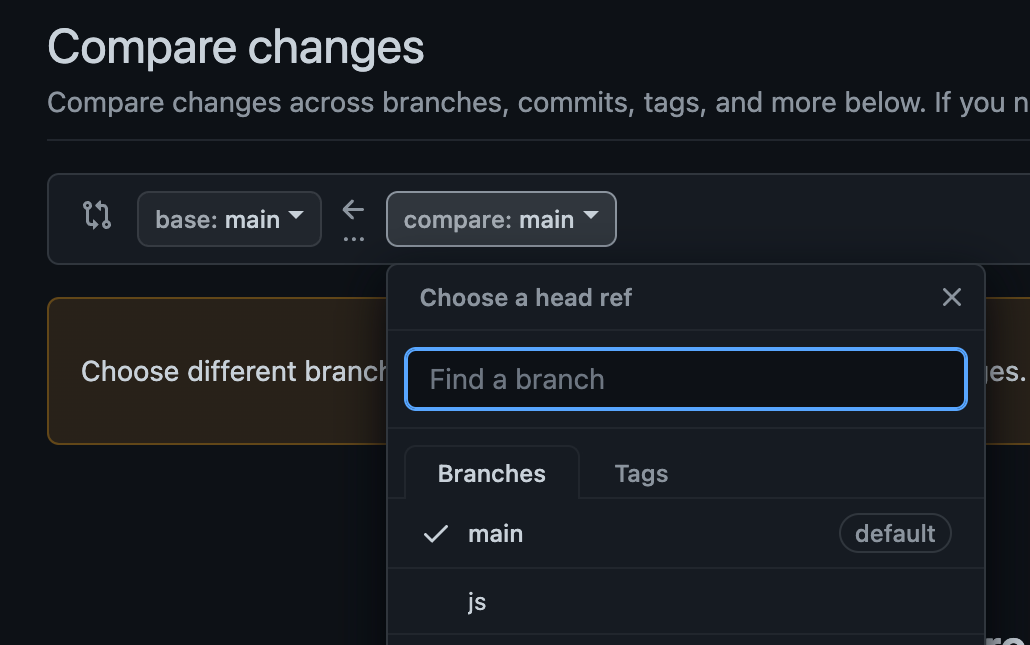 Compare changes
Compare changes across branches, commits, tags, and more below. If you n
base: main
compare: main
Choose a head ref
Choose different branch
Find a branch
es.
Branches
Tags
main
default
js